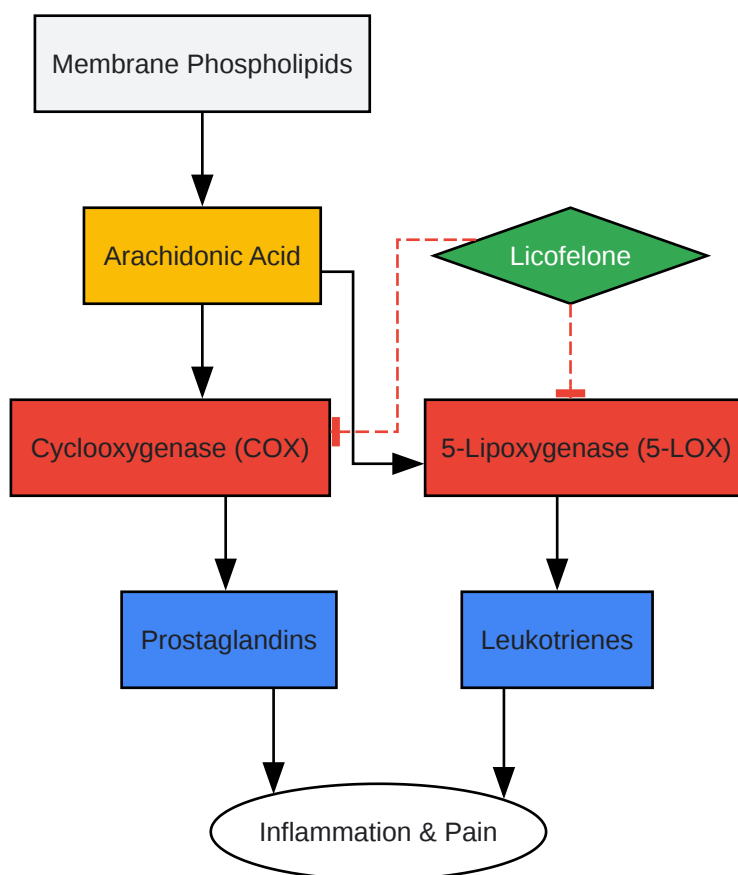 Membrane Phospholipids
Arachidonic Acid
Licofelone
Cyclooxygenase (COX)
5-Lipoxygenase (5-LOX)
Prostaglandins
Leukotrienes
Inflammation & Pain